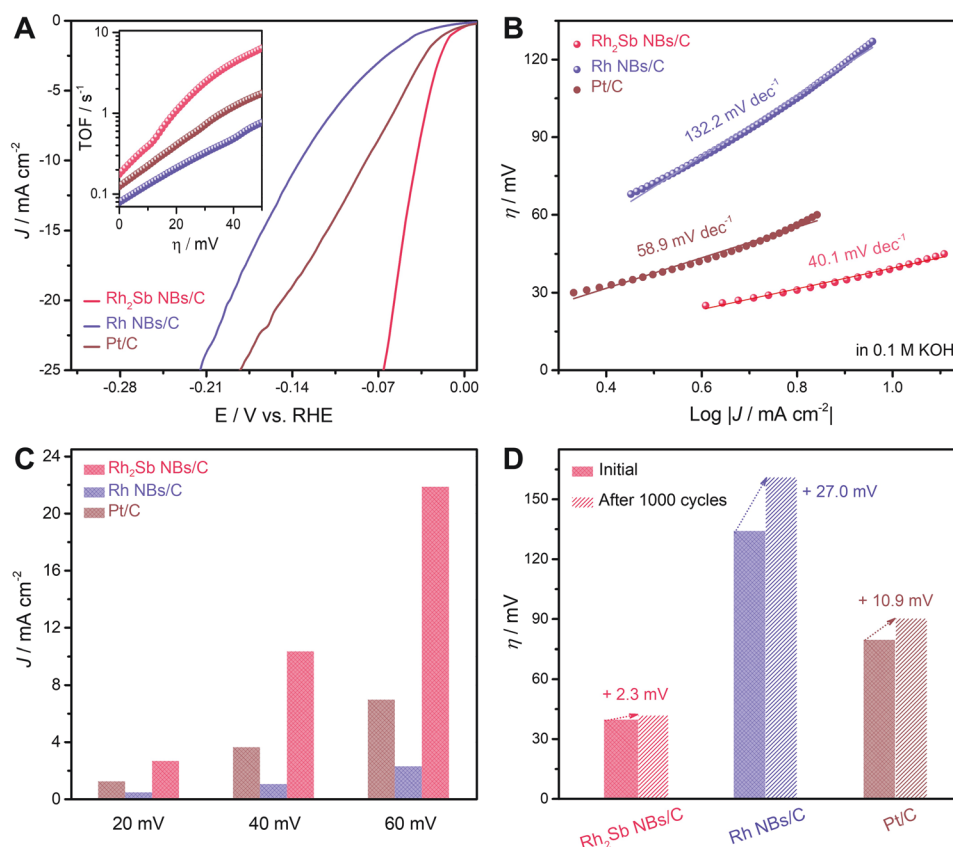 A
J / mA cm⁻²
0
-5
-10
-15
-20
-25
-0.28
-0.21
-0.14
-0.07
0.00
E / V vs. RHE
TOF / s⁻¹
10
1
0.1
0
20
40
η / mV
Rh₂Sb NBs/C
Rh NBs/C
Pt/C
B
η / mV
120
90
60
30
0
0.4
0.6
0.8
1.0
Log |J / mA cm⁻²|
Rh₂Sb NBs/C
Rh NBs/C
Pt/C
132.2 mV dec⁻¹
58.9 mV dec⁻¹
40.1 mV dec⁻¹
in 0.1 M KOH
C
J / mA cm⁻²
24
20
16
12
8
4
0
20 mV
40 mV
60 mV
Rh₂Sb NBs/C
Rh NBs/C
Pt/C
D
η / mV
150
120
90
60
30
0
Initial
After 1000 cycles
+ 2.3 mV
+ 27.0 mV
+ 10.9 mV
Rh₂Sb NBs/C
Rh NBs/C
Pt/C